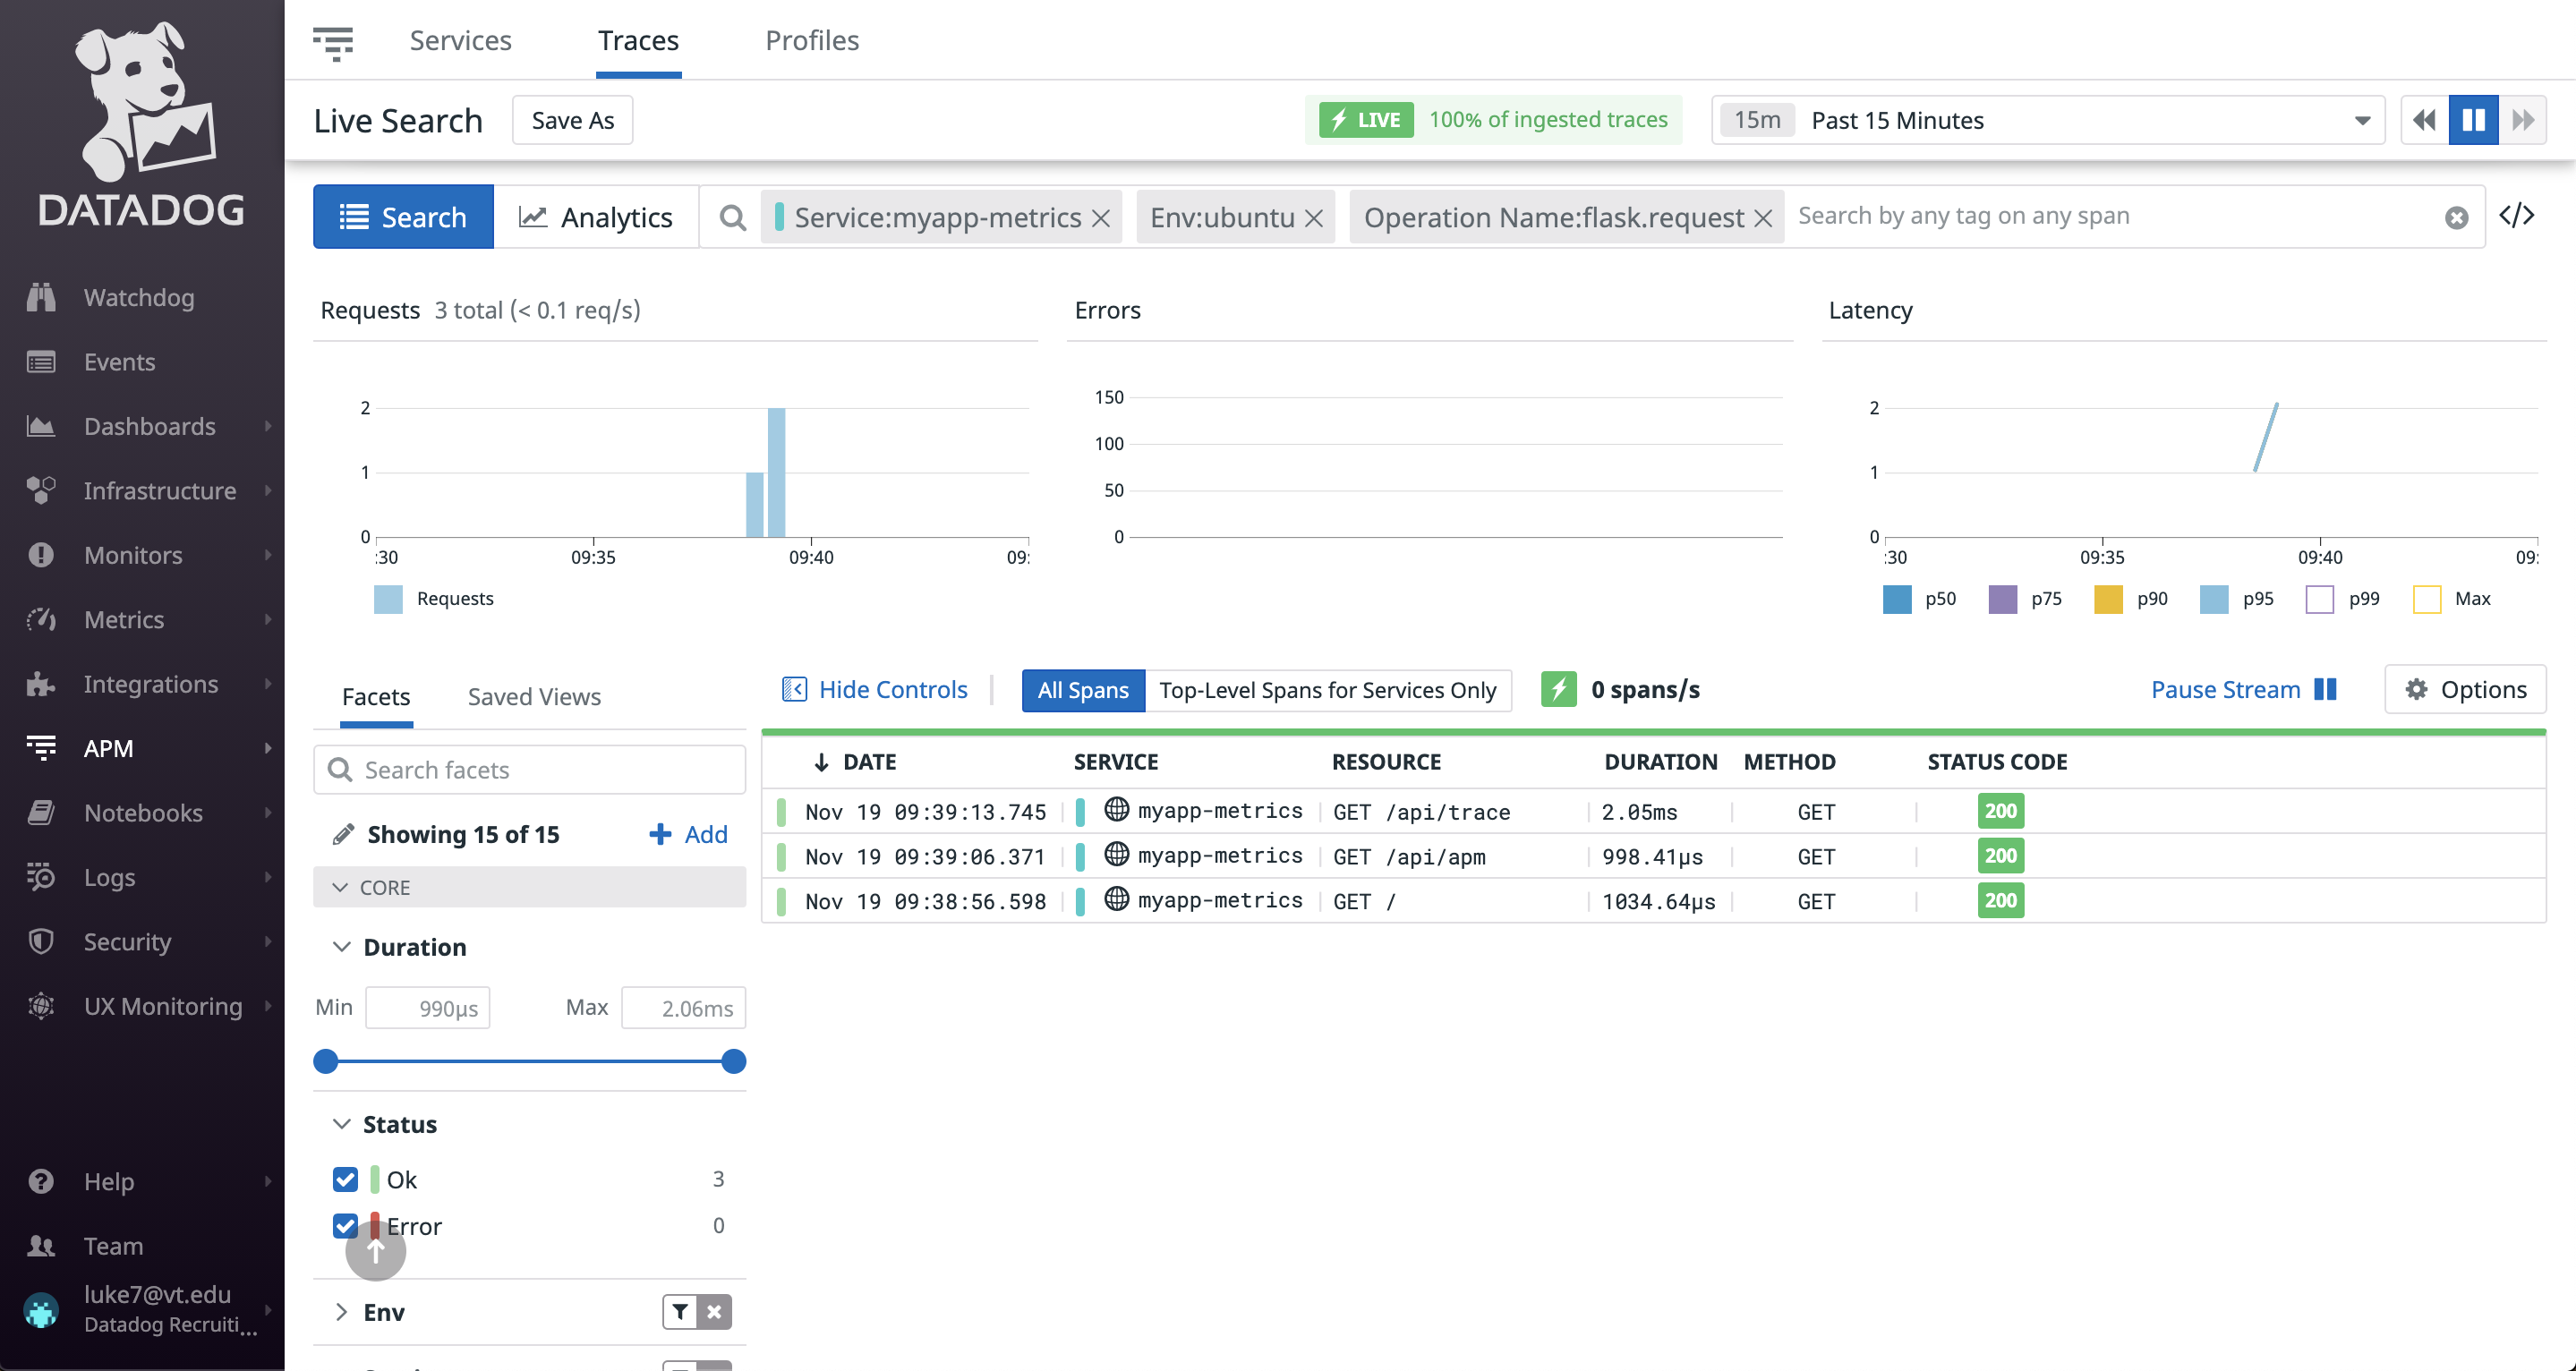 DATADOG
Watchdog
Events
Dashboards
Infrastructure
Monitors
Metrics
Integrations
APM
Notebooks
Logs
Security
UX Monitoring
Help
Team
luke7@vt.edu
Datadog Recruiti...
Services Traces Profiles
Live Search Save As LIVE 100% of ingested traces 15m Past 15 Minutes
Search Analytics Service:myapp-metrics Env:ubuntu Operation Name:flask.request Search by any tag on any span </>
Requests 3 total (< 0.1 req/s)
2
1
0
:30 09:35 09:40 09:
Requests
Errors
150
100
50
0
Latency
2
1
0
:30 09:35 09:40 09:
p50 p75 p90 p95 p99 Max
Facets Saved Views
Search facets
Showing 15 of 15 Add
CORE
Duration
Min 990µs Max 2.06ms
Status
Ok 3
Error 0
Env
Hide Controls All Spans Top-Level Spans for Services Only 0 spans/s Pause Stream Options
DATE SERVICE RESOURCE DURATION METHOD STATUS CODE
Nov 19 09:39:13.745 myapp-metrics GET /api/trace 2.05ms GET 200
Nov 19 09:39:06.371 myapp-metrics GET /api/apm 998.41µs GET 200
Nov 19 09:38:56.598 myapp-metrics GET / 1034.64µs GET 200